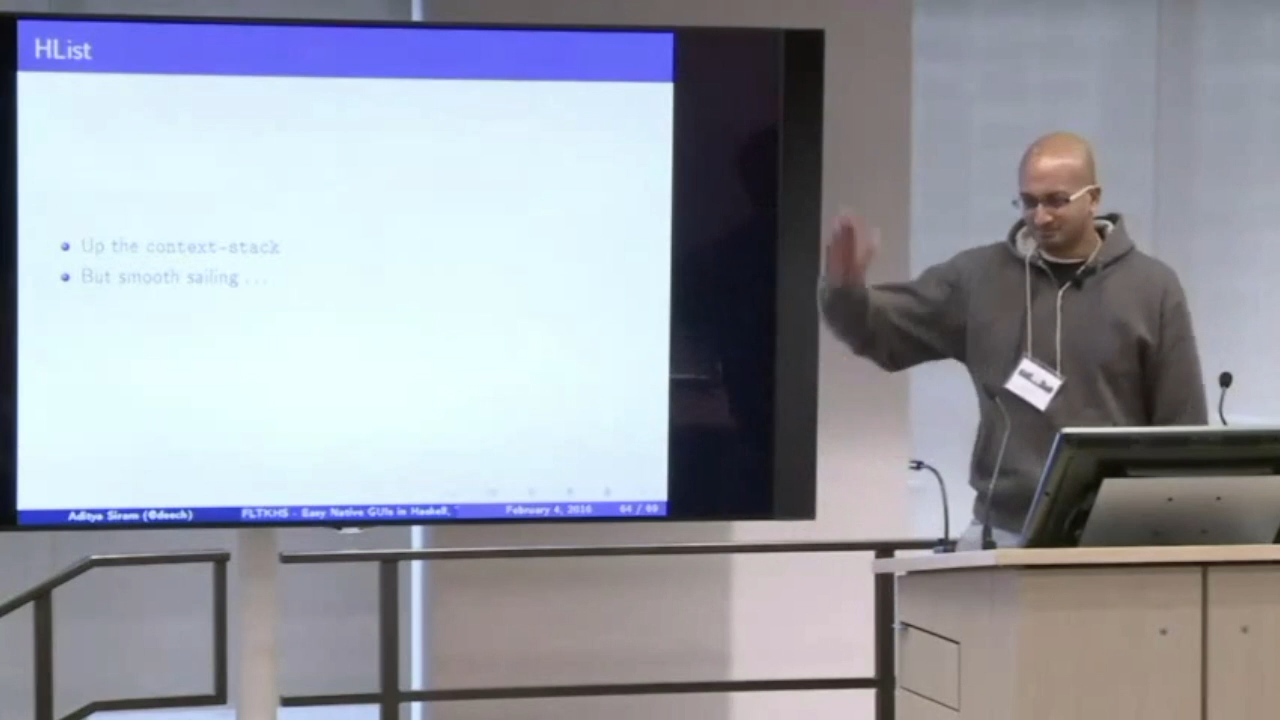 HList
Up the context-stack
But smooth sailing ...
Aditya Siram (@deech) FLTKHS - Easy Native GUIs in Haskell, February 4, 2016 64 / 69